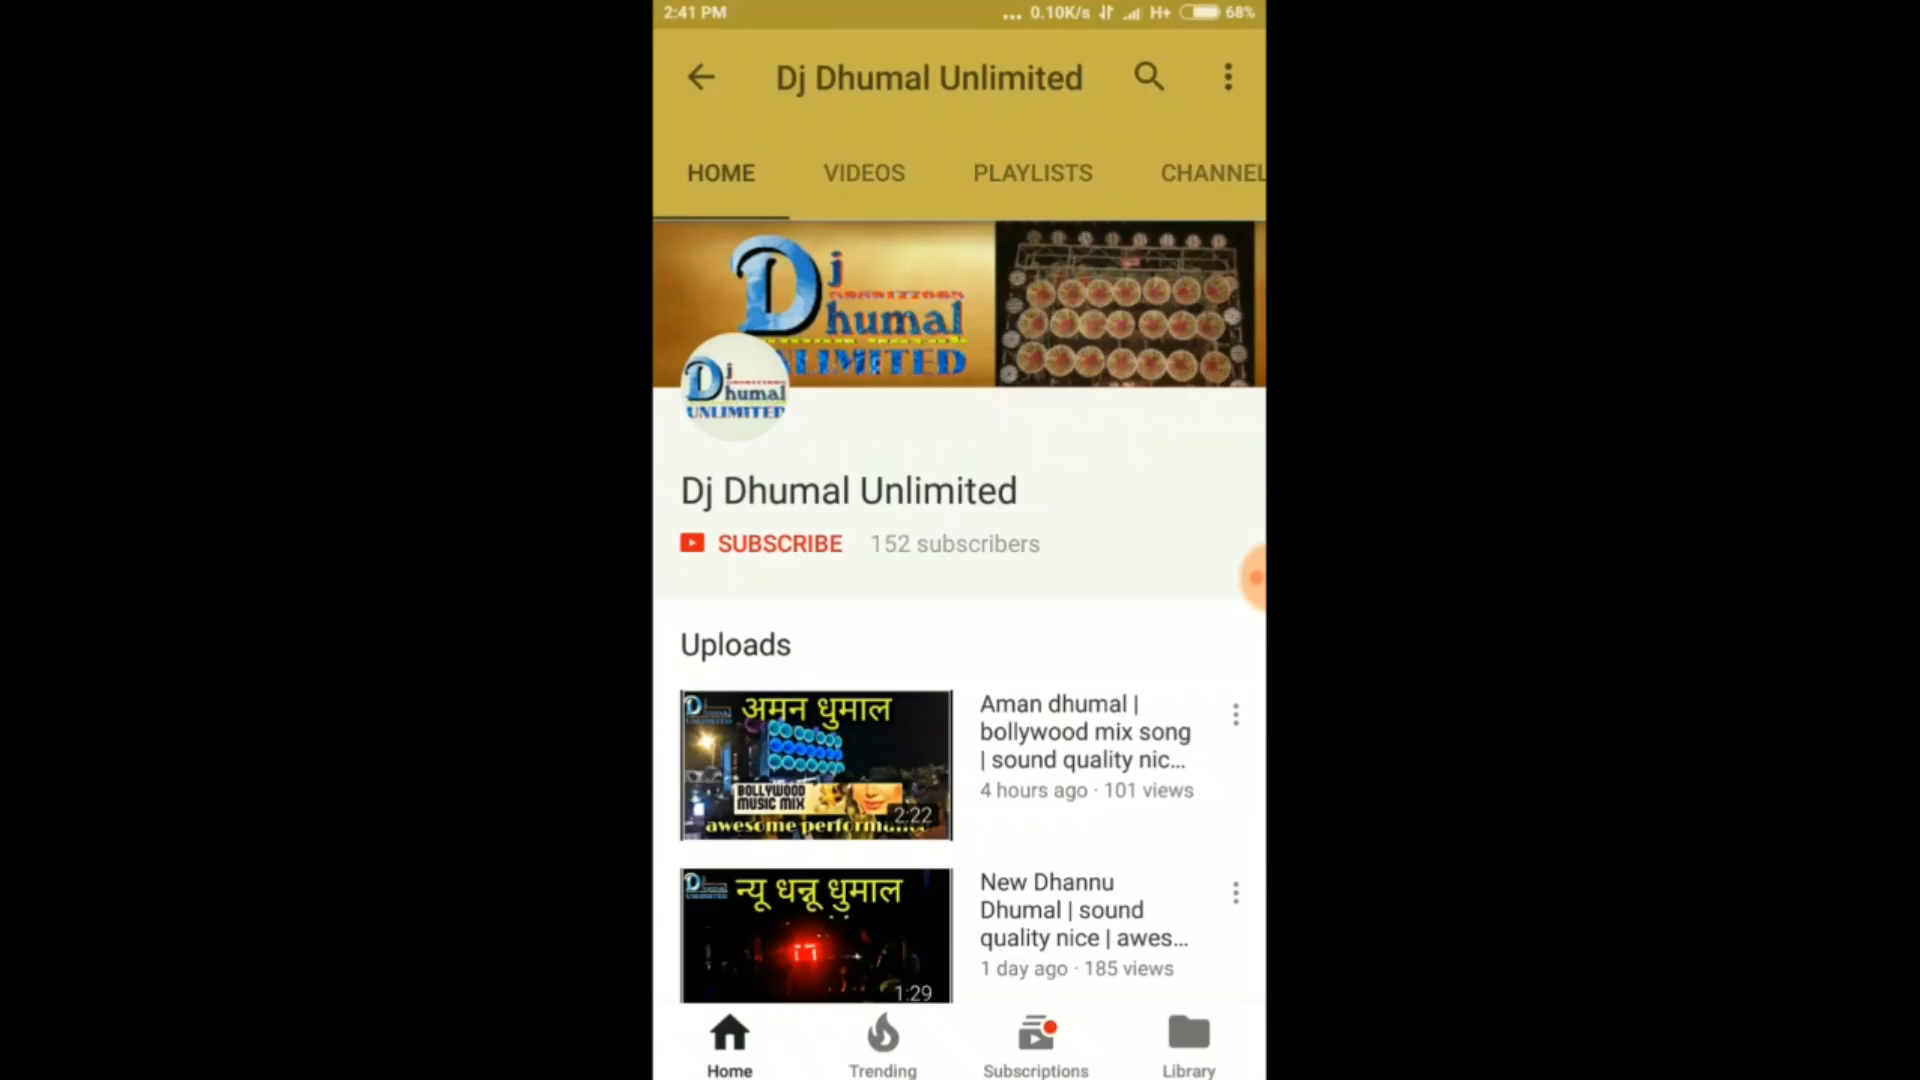 2:41 PM ... 0.10K/s H+ 68%
Dj Dhumal Unlimited
HOME VIDEOS PLAYLISTS CHANNEL
Dj
humal
UNLIMITED
Dj
humal
UNLIMITED
Dj Dhumal Unlimited
SUBSCRIBE 152 subscribers
Uploads
अमन धुमाल
BOLLYWOOD
MUSIC MIX
2:22
awesome
Aman dhumal |
bollywood mix song
| sound quality nic...
4 hours ago · 101 views
न्यू धन्नू धुमाल
1:29
New Dhannu
Dhumal | sound
quality nice | awes...
1 day ago · 185 views
Home Trending Subscriptions Library